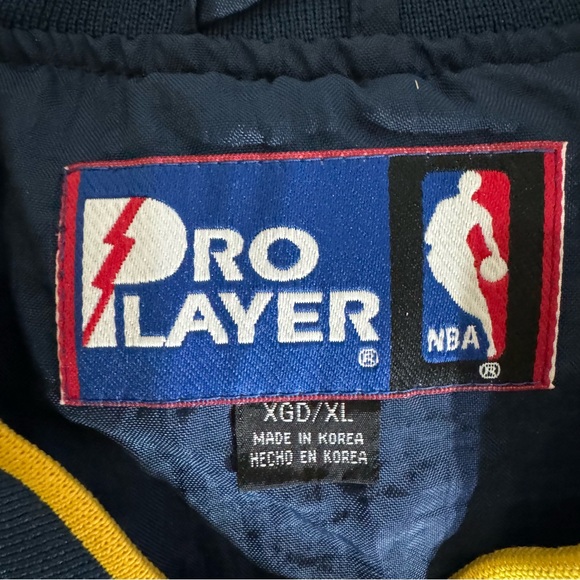 PRO
PLAYER
®
NBA
®
XGD/XL
MADE IN KOREA
HECHO EN KOREA